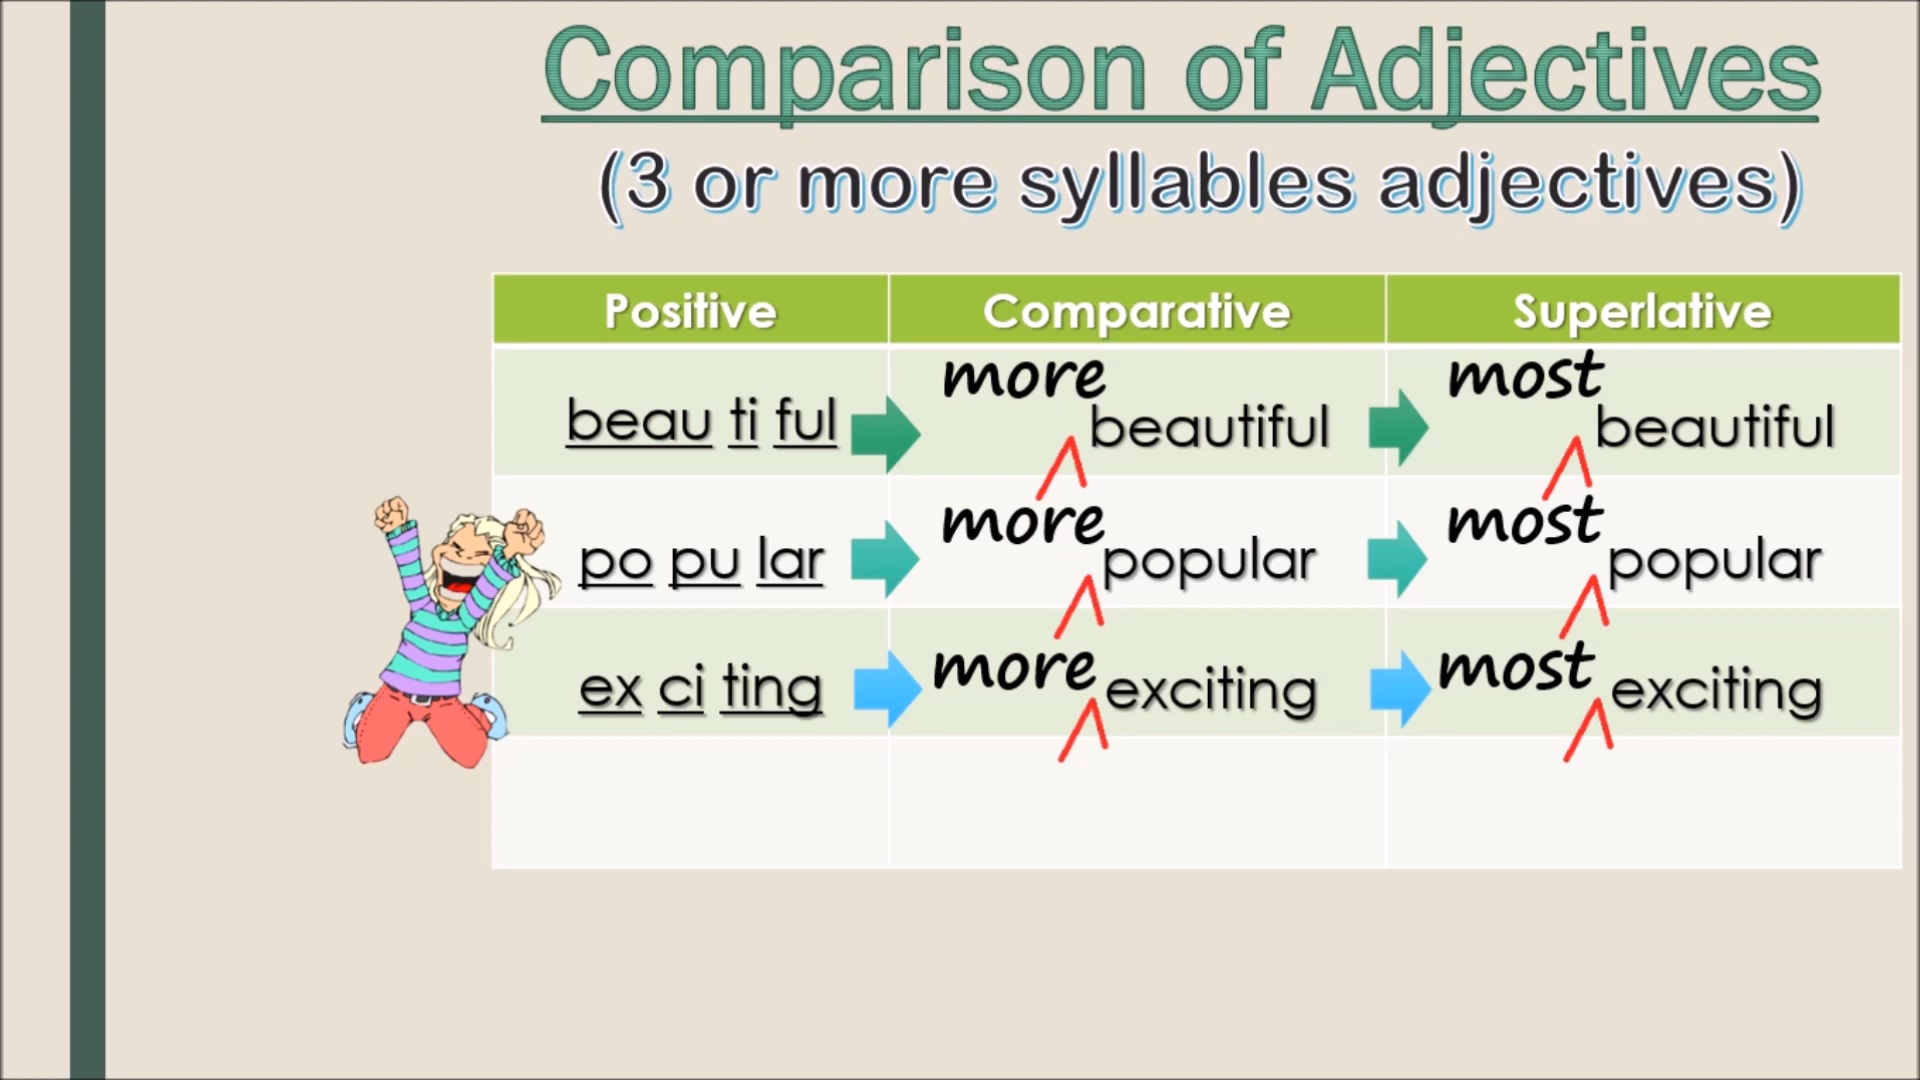 Comparison of Adjectives
(3 or more syllables adjectives)
Positive Comparative Superlative
beau ti ful more beautiful most beautiful
po pu lar more popular most popular
ex ci ting more exciting most exciting